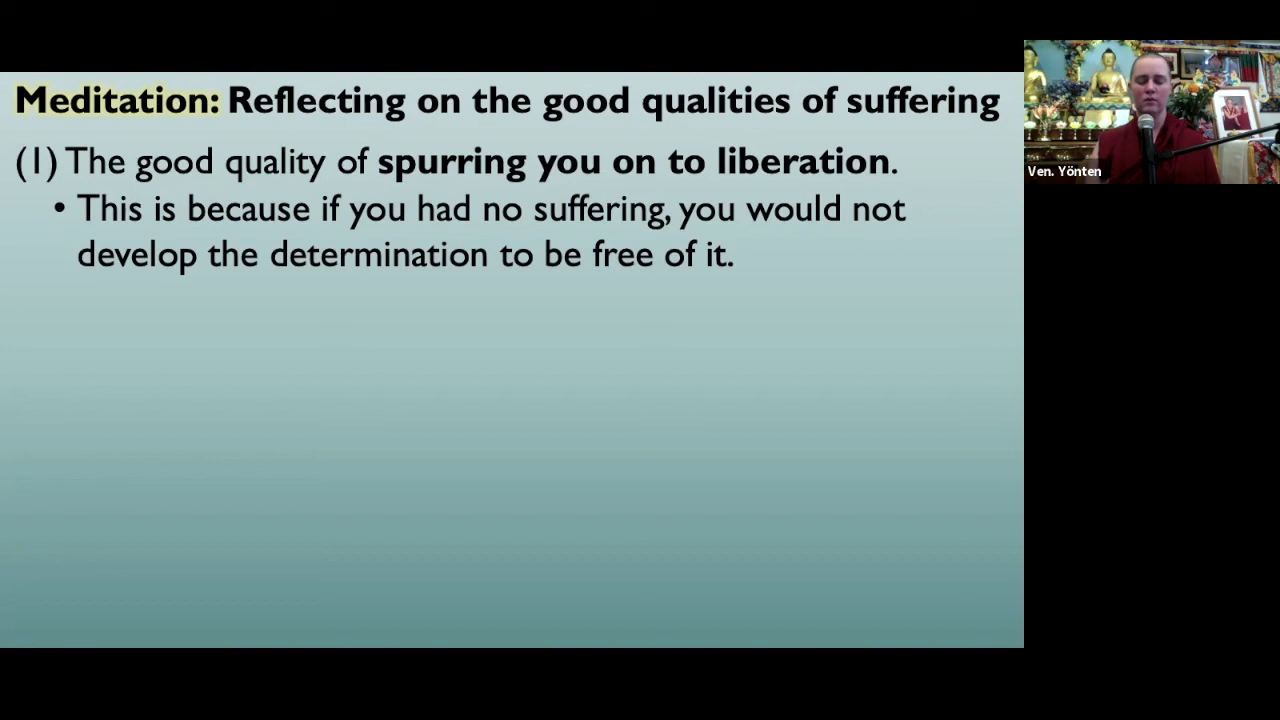 Meditation: Reflecting on the good qualities of suffering
(1) The good quality of spurring you on to liberation.
• This is because if you had no suffering, you would not
develop the determination to be free of it.
Ven. Yönten